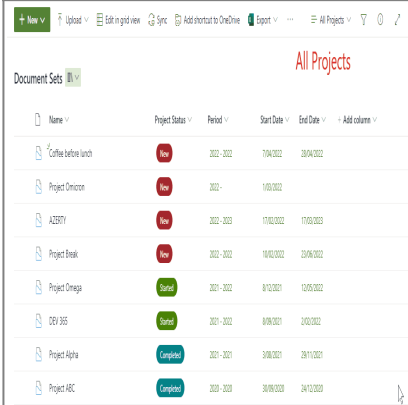 + New Upload Edit in grid view Sync Add shortcut to OneDrive Export ... All Projects
All Projects
Document Sets
Name Project Status Period Start Date End Date + Add column
Coffee before lunch New 2022 - 2022 7/04/2022 28/04/2022
Project Omicron New 2022 - 1/03/2022
AZERTY New 2022 - 2023 17/02/2022 17/03/2023
Project Break New 2022 - 2022 10/02/2022 23/06/2022
Project Omega Started 2021 - 2022 8/12/2021 12/05/2022
DEV 365 Started 2021 - 2022 8/09/2021 2/02/2022
Project Alpha Completed 2021 - 2021 3/08/2021 29/11/2021
Project ABC Completed 2020 - 2020 30/09/2020 24/12/2020